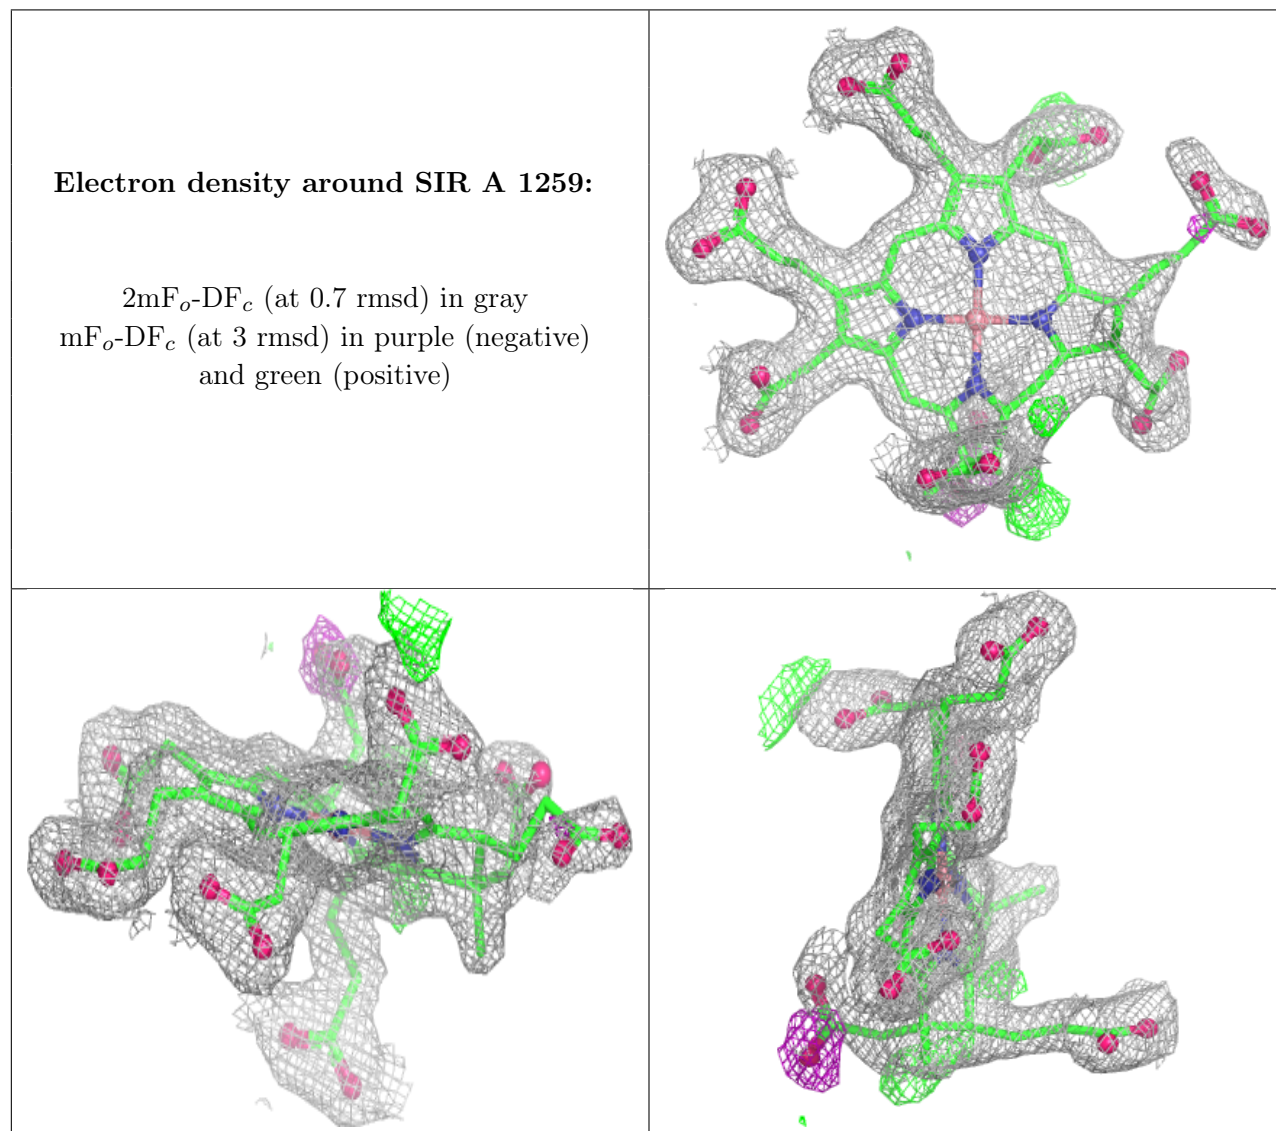 Electron density around SIR A 1259:
2mFₒ-DF𝒸 (at 0.7 rmsd) in gray
mFₒ-DF𝒸 (at 3 rmsd) in purple (negative)
and green (positive)